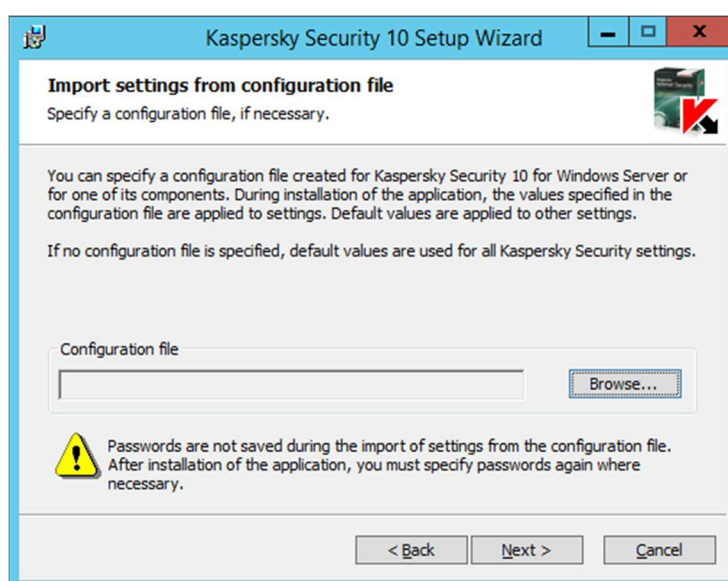 Kaspersky Security 10 Setup Wizard
Import settings from configuration file
Specify a configuration file, if necessary.
You can specify a configuration file created for Kaspersky Security 10 for Windows Server or
for one of its components. During installation of the application, the values specified in the
configuration file are applied to settings. Default values are applied to other settings.
If no configuration file is specified, default values are used for all Kaspersky Security settings.
Configuration file
Browse...
Passwords are not saved during the import of settings from the configuration file.
After installation of the application, you must specify passwords again where
necessary.
< Back
Next >
Cancel